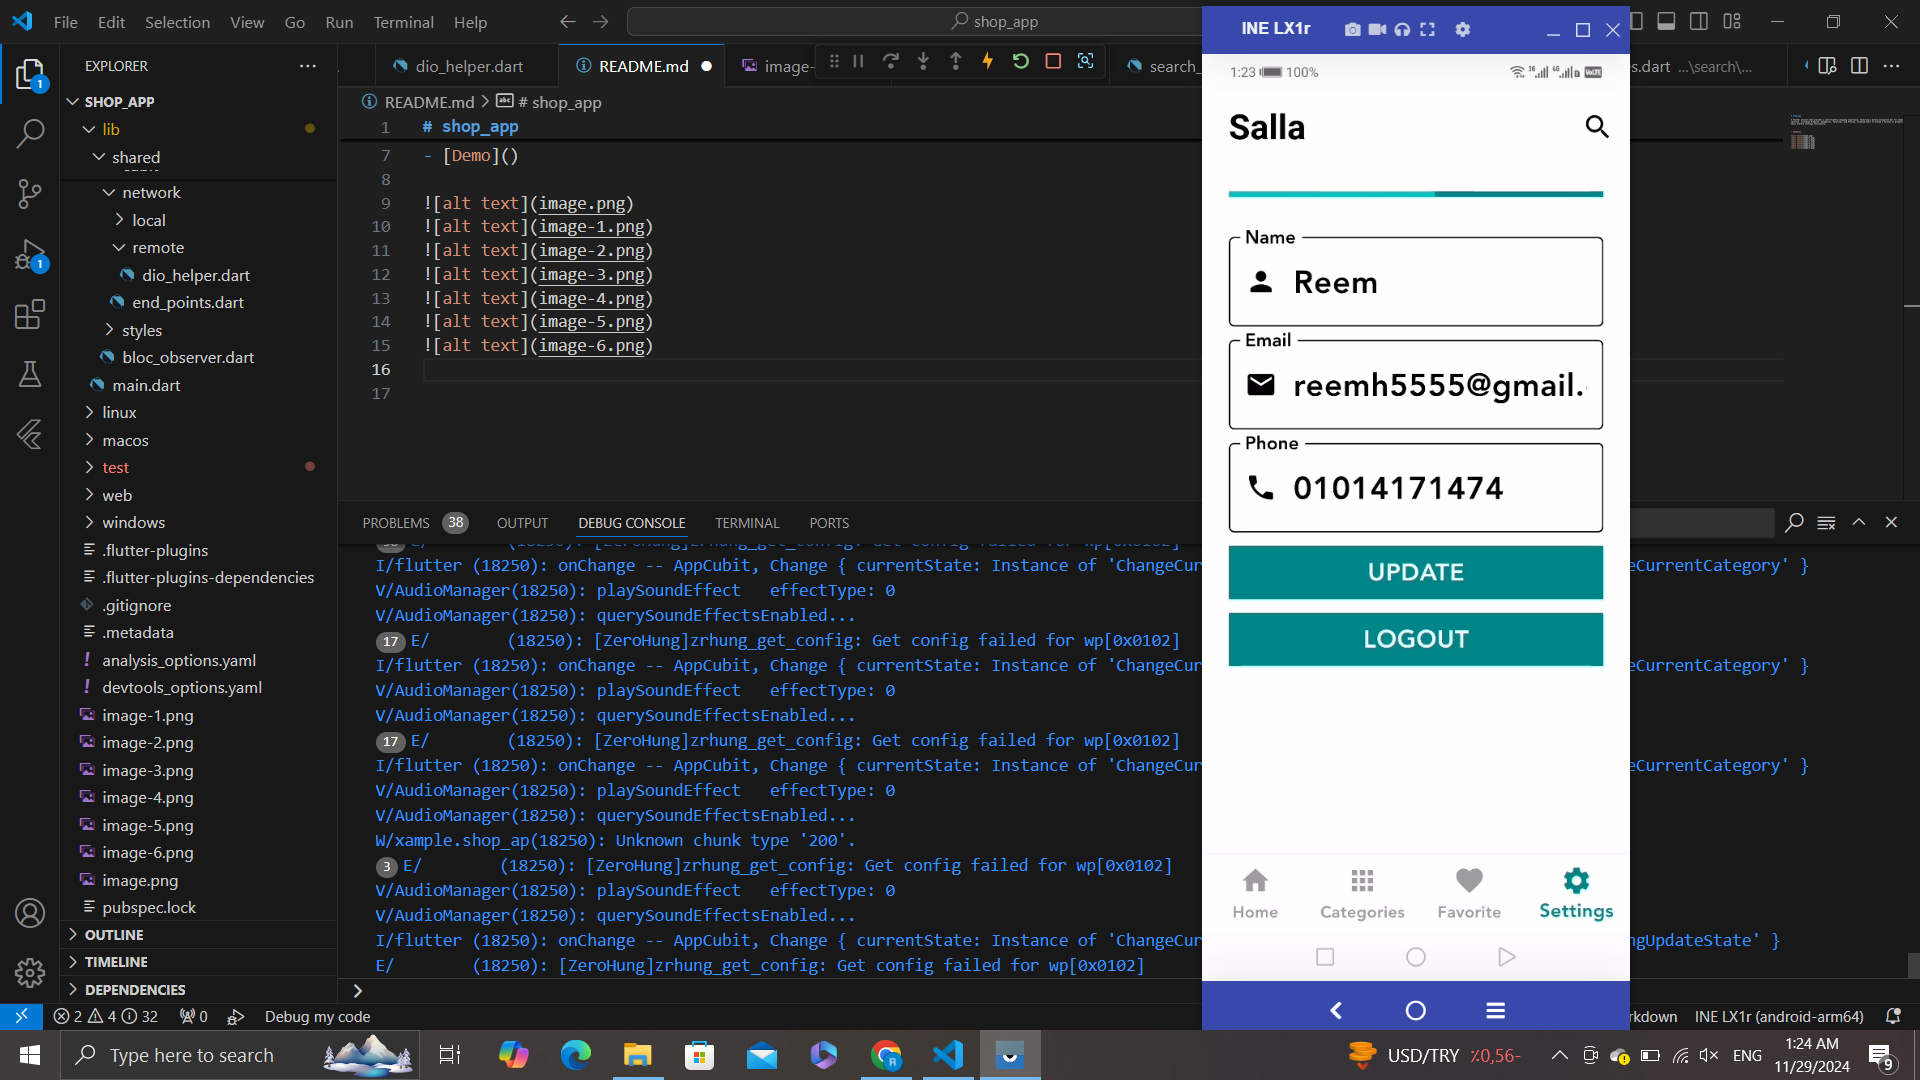 File Edit Selection View Go Run Terminal Help
shop_app
EXPLORER
SHOP_APP
lib
shared
network
local
remote
dio_helper.dart
end_points.dart
styles
bloc_observer.dart
main.dart
linux
macos
test
web
windows
.flutter-plugins
.flutter-plugins-dependencies
.gitignore
.metadata
analysis_options.yaml
devtools_options.yaml
image-1.png
image-2.png
image-3.png
image-4.png
image-5.png
image-6.png
image.png
pubspec.lock
OUTLINE
TIMELINE
DEPENDENCIES
dio_helper.dart README.md image- search_ s.dart ...\search\...
README.md > # shop_app
1 # shop_app
7 - [Demo]()
8
9 ![alt text](image.png)
10 ![alt text](image-1.png)
11 ![alt text](image-2.png)
12 ![alt text](image-3.png)
13 ![alt text](image-4.png)
14 ![alt text](image-5.png)
15 ![alt text](image-6.png)
16
17
PROBLEMS 38 OUTPUT DEBUG CONSOLE TERMINAL PORTS
E/ (18250): [ZeroHung]zrhung_get_config: Get config failed for wp[0x0102]
I/flutter (18250): onChange -- AppCubit, Change { currentState: Instance of 'ChangeCur eCurrentCategory' }
V/AudioManager(18250): playSoundEffect effectType: 0
V/AudioManager(18250): querySoundEffectsEnabled...
17 E/ (18250): [ZeroHung]zrhung_get_config: Get config failed for wp[0x0102]
I/flutter (18250): onChange -- AppCubit, Change { currentState: Instance of 'ChangeCur eCurrentCategory' }
V/AudioManager(18250): playSoundEffect effectType: 0
V/AudioManager(18250): querySoundEffectsEnabled...
17 E/ (18250): [ZeroHung]zrhung_get_config: Get config failed for wp[0x0102]
I/flutter (18250): onChange -- AppCubit, Change { currentState: Instance of 'ChangeCur eCurrentCategory' }
V/AudioManager(18250): playSoundEffect effectType: 0
V/AudioManager(18250): querySoundEffectsEnabled...
W/xample.shop_ap(18250): Unknown chunk type '200'.
3 E/ (18250): [ZeroHung]zrhung_get_config: Get config failed for wp[0x0102]
V/AudioManager(18250): playSoundEffect effectType: 0
V/AudioManager(18250): querySoundEffectsEnabled...
I/flutter (18250): onChange -- AppCubit, Change { currentState: Instance of 'ChangeCur ngUpdateState' }
E/ (18250): [ZeroHung]zrhung_get_config: Get config failed for wp[0x0102]
INE LX1r
1:23 100%
Salla
Name
Reem
Email
reemh5555@gmail.
Phone
01014171474
UPDATE
LOGOUT
Home Categories Favorite Settings
2 4 32 0 Debug my code rkdown INE LX1r (android-arm64)
Type here to search
USD/TRY ٪0,56-
ENG
1:24 AM
11/29/2024
9